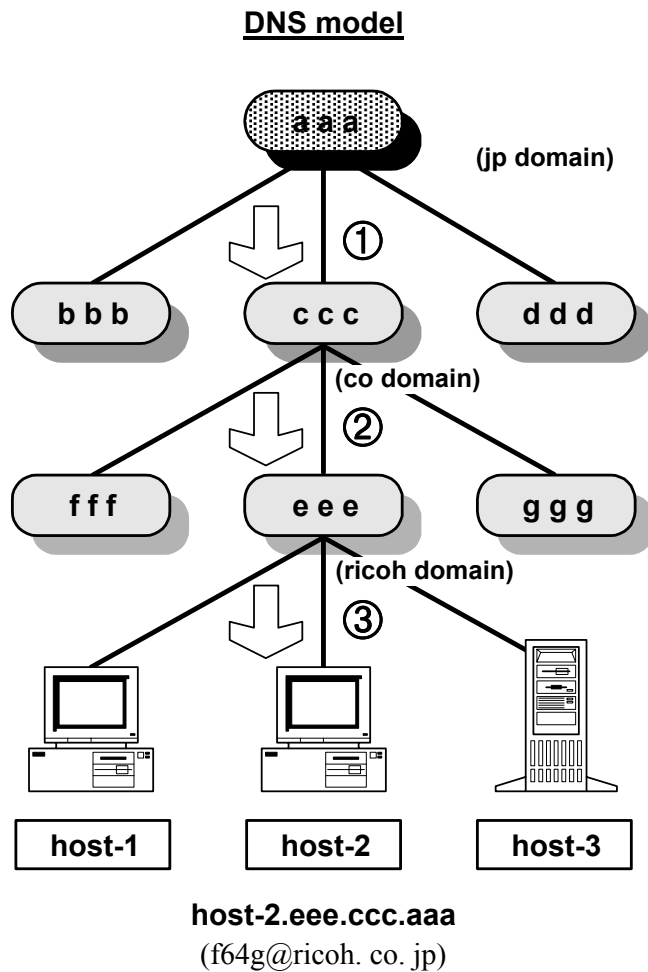 DNS model
a a a
(jp domain)
①
b b b
c c c
d d d
(co domain)
②
f f f
e e e
g g g
(ricoh domain)
③
host-1
host-2
host-3
host-2.eee.ccc.aaa
(f64g@ricoh. co. jp)